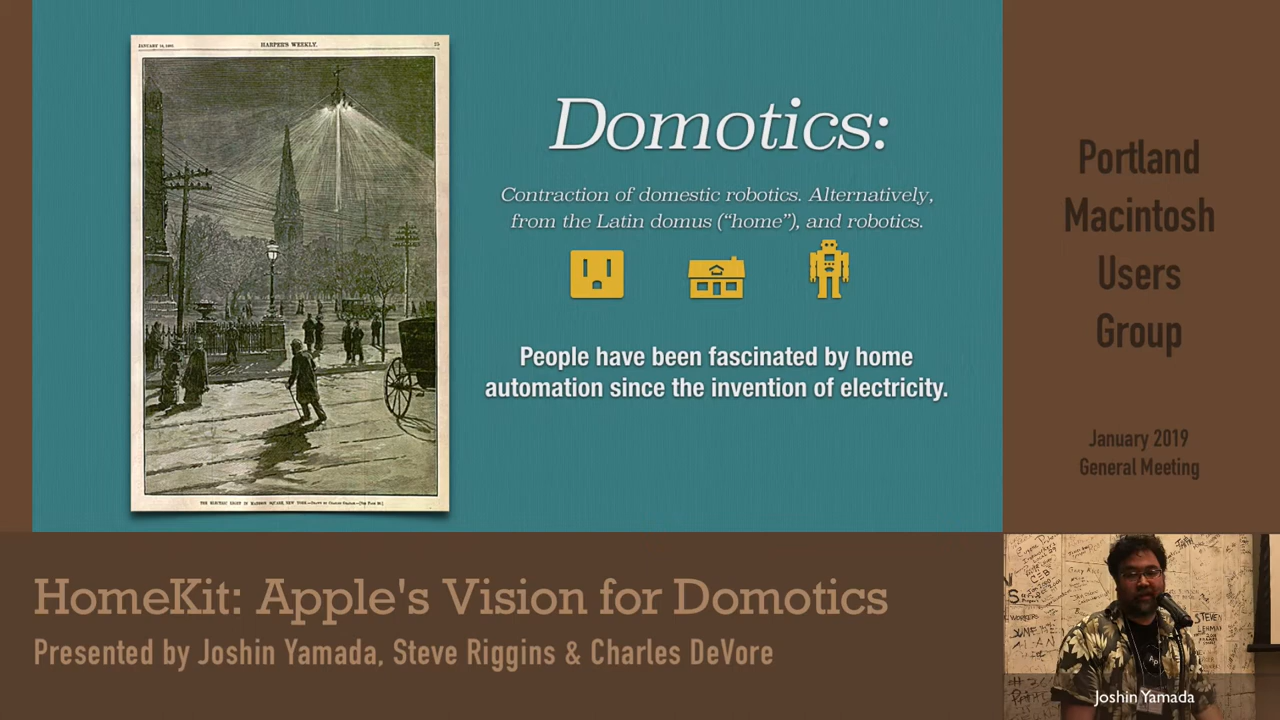 HARPER'S WEEKLY.
Domotics:
Contraction of domestic robotics. Alternatively,
from the Latin domus (“home”), and robotics.
People have been fascinated by home
automation since the invention of electricity.
Portland
Macintosh
Users
Group
January 2019
General Meeting
HomeKit: Apple's Vision for Domotics
Presented by Joshin Yamada, Steve Riggins & Charles DeVore
STEVEN
LEHMAN
Joshin Yamada